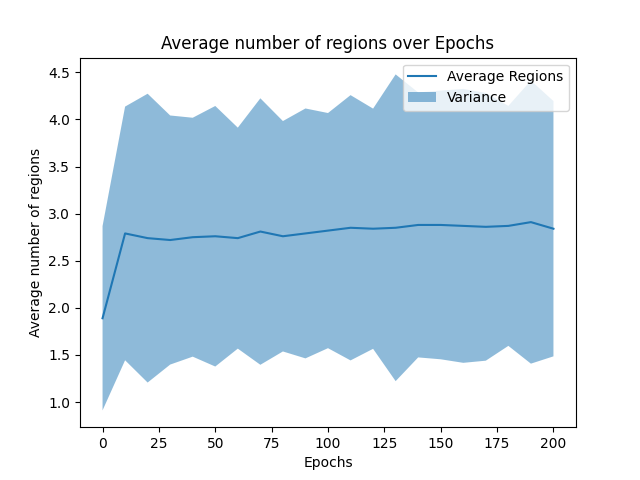 Average number of regions over Epochs
Average Regions
Variance
Average number of regions
4.5
4.0
3.5
3.0
2.5
2.0
1.5
1.0
0 25 50 75 100 125 150 175 200
Epochs